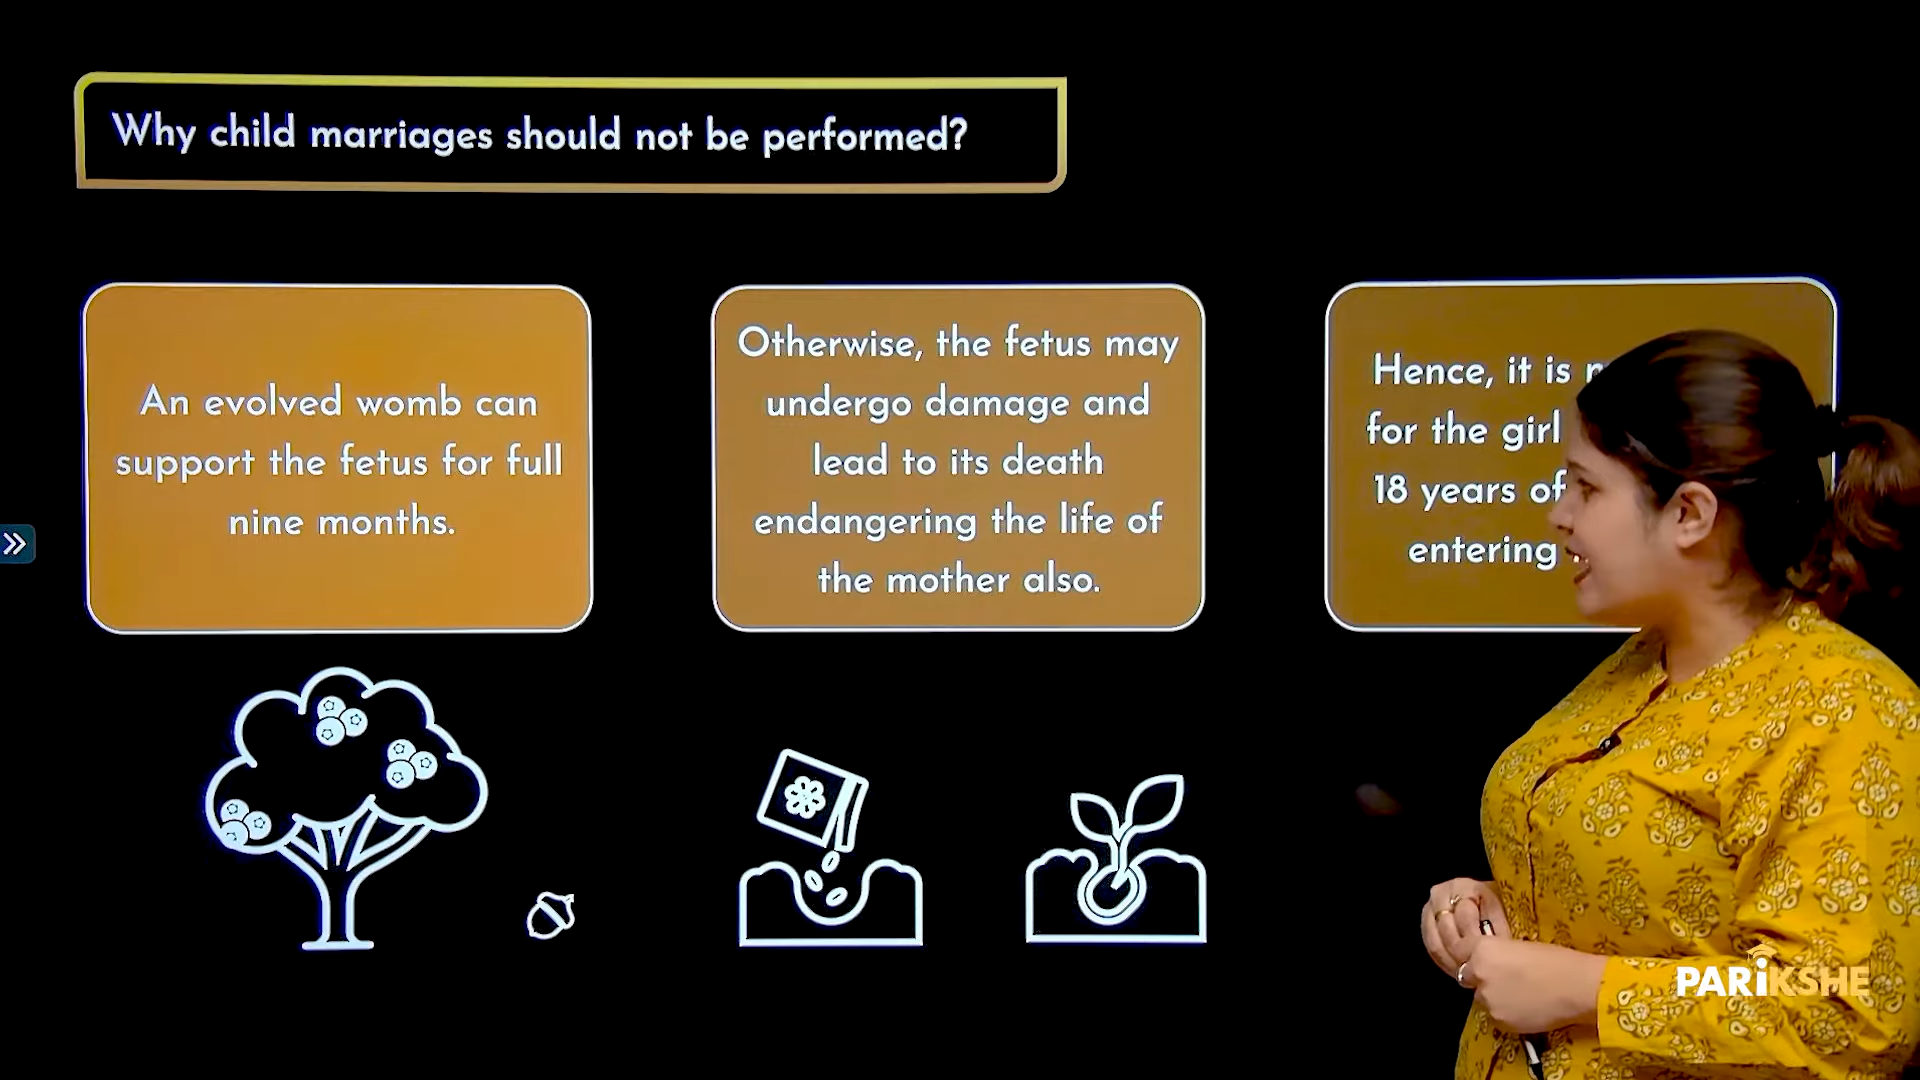 Why child marriages should not be performed?
An evolved womb can
support the fetus for full
nine months.
Otherwise, the fetus may
undergo damage and
lead to its death
endangering the life of
the mother also.
Hence, it is
for the girl
18 years of
entering
PARiKSHE